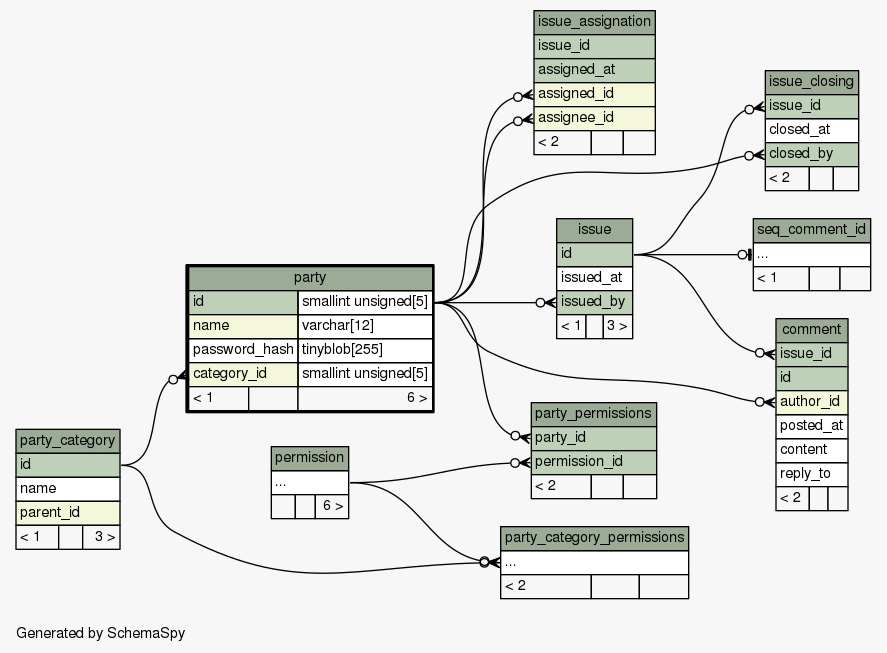 issue_assignation
issue_id
assigned_at
assigned_id
assignee_id
< 2
issue_closing
issue_id
closed_at
closed_by
< 2
issue
id
issued_at
issued_by
< 1 3 >
seq_comment_id
...
< 1
party
id smallint unsigned[5]
name varchar[12]
password_hash tinyblob[255]
category_id smallint unsigned[5]
< 1 6 >
comment
issue_id
id
author_id
posted_at
content
reply_to
< 2
party_permissions
party_id
permission_id
< 2
party_category
id
name
parent_id
< 1 3 >
permission
...
6 >
party_category_permissions
...
< 2
Generated by SchemaSpy